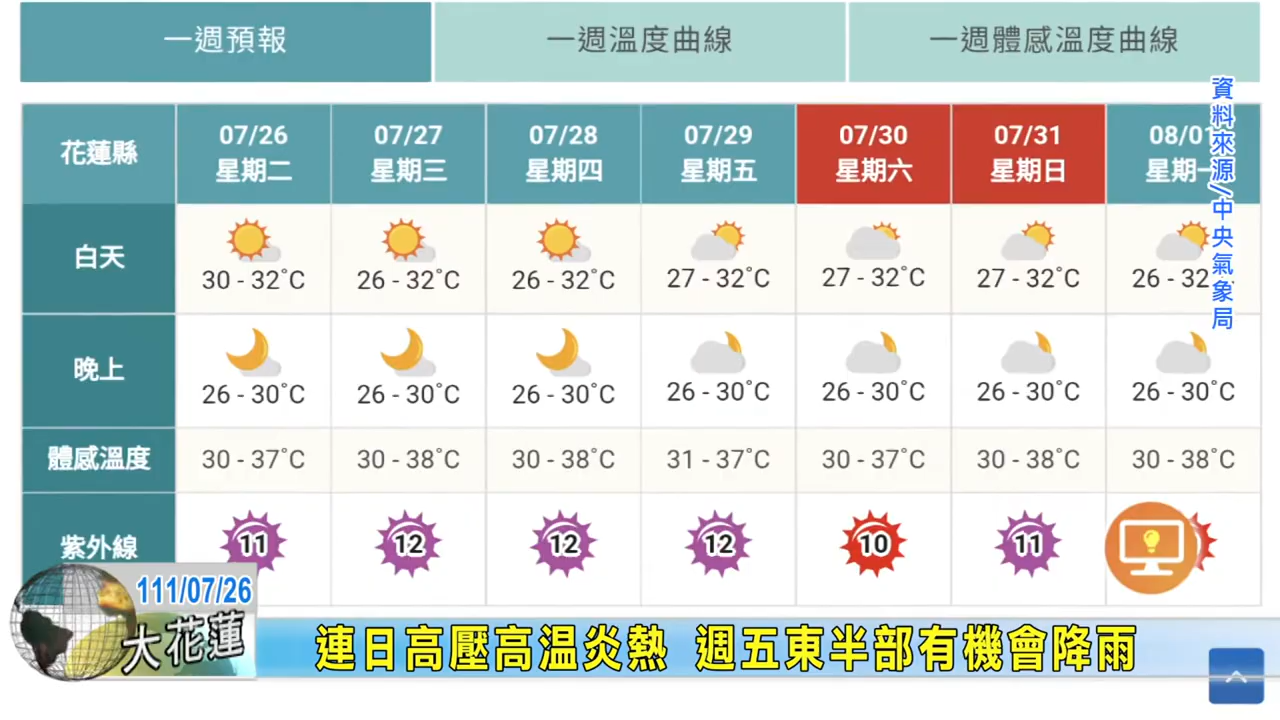 一週預報
一週溫度曲線
一週體感溫度曲線
資料來源/中央氣象局
花蓮縣
07/26
星期二
07/27
星期三
07/28
星期四
07/29
星期五
07/30
星期六
07/31
星期日
08/01
星期一
白天
30 - 32°C
26 - 32°C
26 - 32°C
27 - 32°C
27 - 32°C
27 - 32°C
26 - 32
晚上
26 - 30°C
26 - 30°C
26 - 30°C
26 - 30°C
26 - 30°C
26 - 30°C
26 - 30°C
體感溫度
30 - 37°C
30 - 38°C
30 - 38°C
31 - 37°C
30 - 37°C
30 - 38°C
30 - 38°C
紫外線
11
12
12
12
10
11
111/07/26
大花蓮
連日高壓高温炎熱 週五東半部有機會降雨